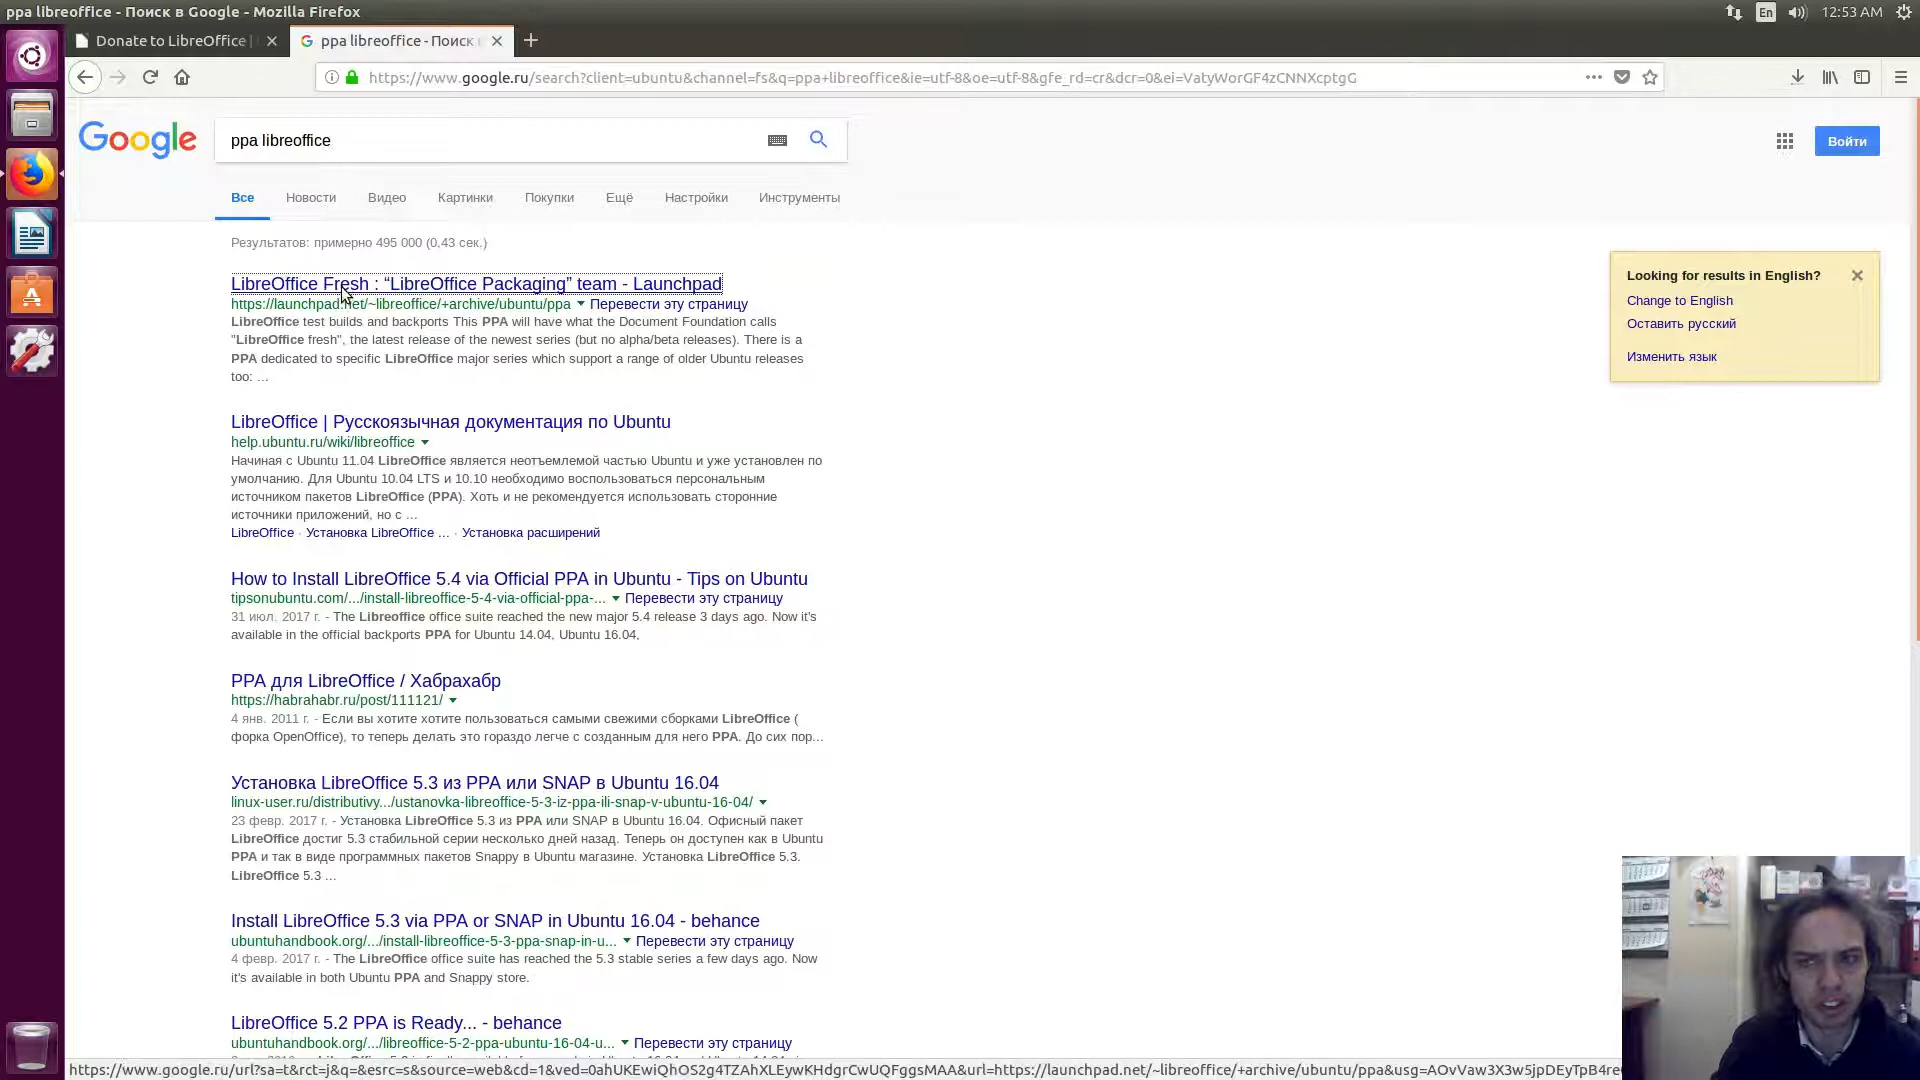 ppa libreoffice - Поиск в Google - Mozilla Firefox
En
12:53 AM
Donate to LibreOffice |
ppa libreoffice - Поиск
https://www.google.ru/search?client=ubuntu&channel=fs&q=ppa+libreoffice&ie=utf-8&oe=utf-8&gfe_rd=cr&dcr=0&ei=VatyWorGF4zCNNXcptgG
Google
ppa libreoffice
Войти
Все
Новости
Видео
Картинки
Покупки
Ещё
Настройки
Инструменты
Результатов: примерно 495 000 (0,43 сек.)
LibreOffice Fresh : “LibreOffice Packaging” team - Launchpad
https://launchpad.net/~libreoffice/+archive/ubuntu/ppa Перевести эту страницу
LibreOffice test builds and backports This PPA will have what the Document Foundation calls
"LibreOffice fresh", the latest release of the newest series (but no alpha/beta releases). There is a
PPA dedicated to specific LibreOffice major series which support a range of older Ubuntu releases
too: ...
Looking for results in English?
Change to English
Оставить русский
Изменить язык
LibreOffice | Русскоязычная документация по Ubuntu
help.ubuntu.ru/wiki/libreoffice
Начиная с Ubuntu 11.04 LibreOffice является неотъемлемой частью Ubuntu и уже установлен по
умолчанию. Для Ubuntu 10.04 LTS и 10.10 необходимо воспользоваться персональным
источником пакетов LibreOffice (PPA). Хоть и не рекомендуется использовать сторонние
источники приложений, но с ...
LibreOffice · Установка LibreOffice ... · Установка расширений
How to Install LibreOffice 5.4 via Official PPA in Ubuntu - Tips on Ubuntu
tipsonubuntu.com/.../install-libreoffice-5-4-via-official-ppa-... Перевести эту страницу
31 июл. 2017 г. - The Libreoffice office suite reached the new major 5.4 release 3 days ago. Now it's
available in the official backports PPA for Ubuntu 14.04, Ubuntu 16.04,
PPA для LibreOffice / Хабрахабр
https://habrahabr.ru/post/111121/
4 янв. 2011 г. - Если вы хотите хотите пользоваться самыми свежими сборками LibreOffice (
форка OpenOffice), то теперь делать это гораздо легче с созданным для него PPA. До сих пор...
Установка LibreOffice 5.3 из PPA или SNAP в Ubuntu 16.04
linux-user.ru/distributivy.../ustanovka-libreoffice-5-3-iz-ppa-ili-snap-v-ubuntu-16-04/
23 февр. 2017 г. - Установка LibreOffice 5.3 из PPA или SNAP в Ubuntu 16.04. Офисный пакет
LibreOffice достиг 5.3 стабильной серии несколько дней назад. Теперь он доступен как в Ubuntu
PPA и так в виде программных пакетов Snappy в Ubuntu магазине. Установка LibreOffice 5.3.
LibreOffice 5.3 ...
Install LibreOffice 5.3 via PPA or SNAP in Ubuntu 16.04 - behance
ubuntuhandbook.org/.../install-libreoffice-5-3-ppa-snap-in-u... Перевести эту страницу
4 февр. 2017 г. - The LibreOffice office suite has reached the 5.3 stable series a few days ago. Now
it's available in both Ubuntu PPA and Snappy store.
LibreOffice 5.2 PPA is Ready... - behance
ubuntuhandbook.org/.../libreoffice-5-2-ppa-ubuntu-16-04-u... Перевести эту страницу
https://www.google.ru/url?sa=t&rct=j&q=&esrc=s&source=web&cd=1&ved=0ahUKEwiQhOS2g4TZAhXLEywKHdgrCwUQFggsMAA&url=https://launchpad.net/~libreoffice/+archive/ubuntu/ppa&usg=AOvVaw3X3w5jpDEyTpB4re